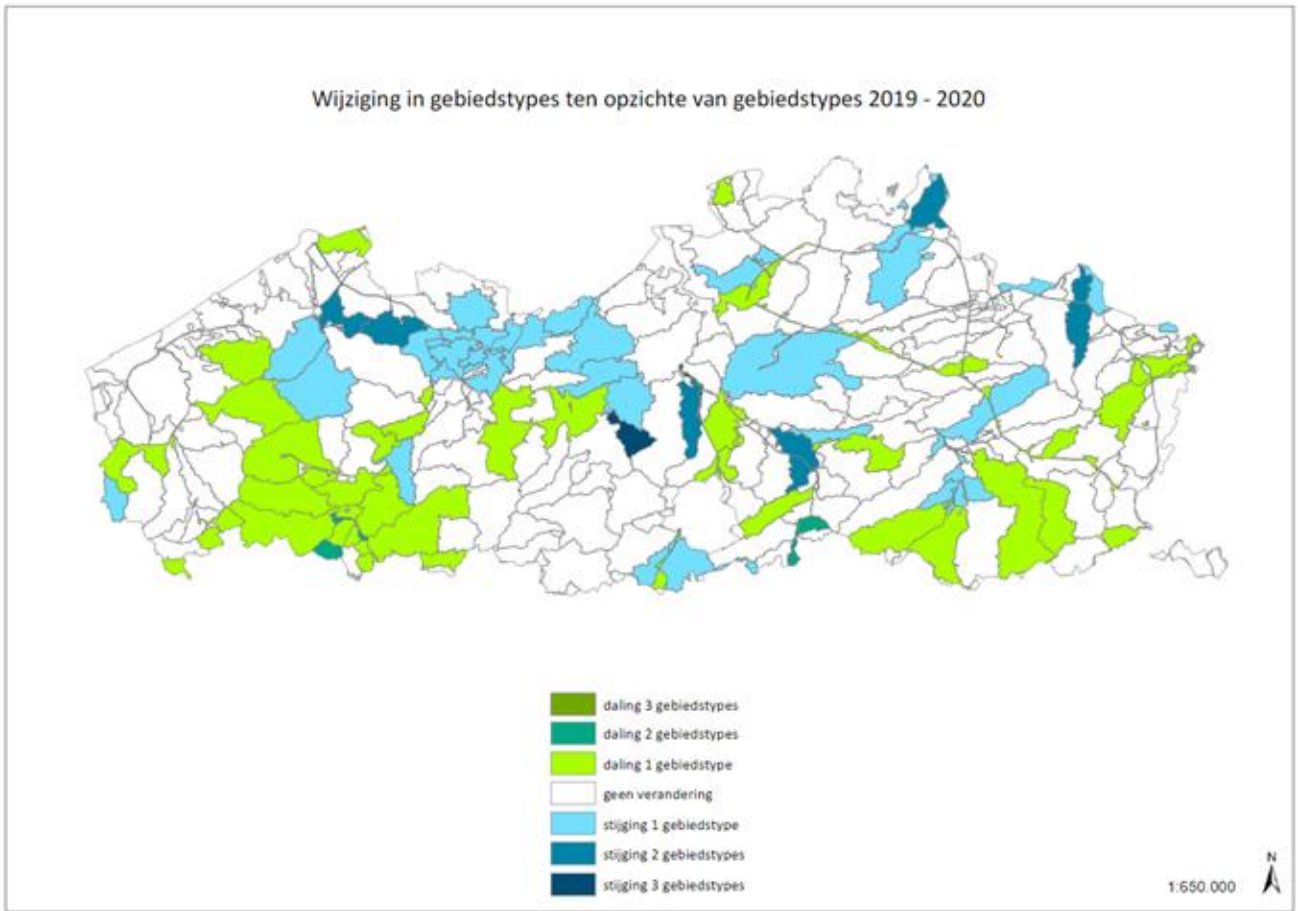 Wijziging in gebiedstypes ten opzichte van gebiedstypes 2019 - 2020
daling 3 gebiedstypes
daling 2 gebiedstypes
daling 1 gebiedstype
geen verandering
stijging 1 gebiedstype
stijging 2 gebiedstypes
stijging 3 gebiedstypes
N
1:650.000